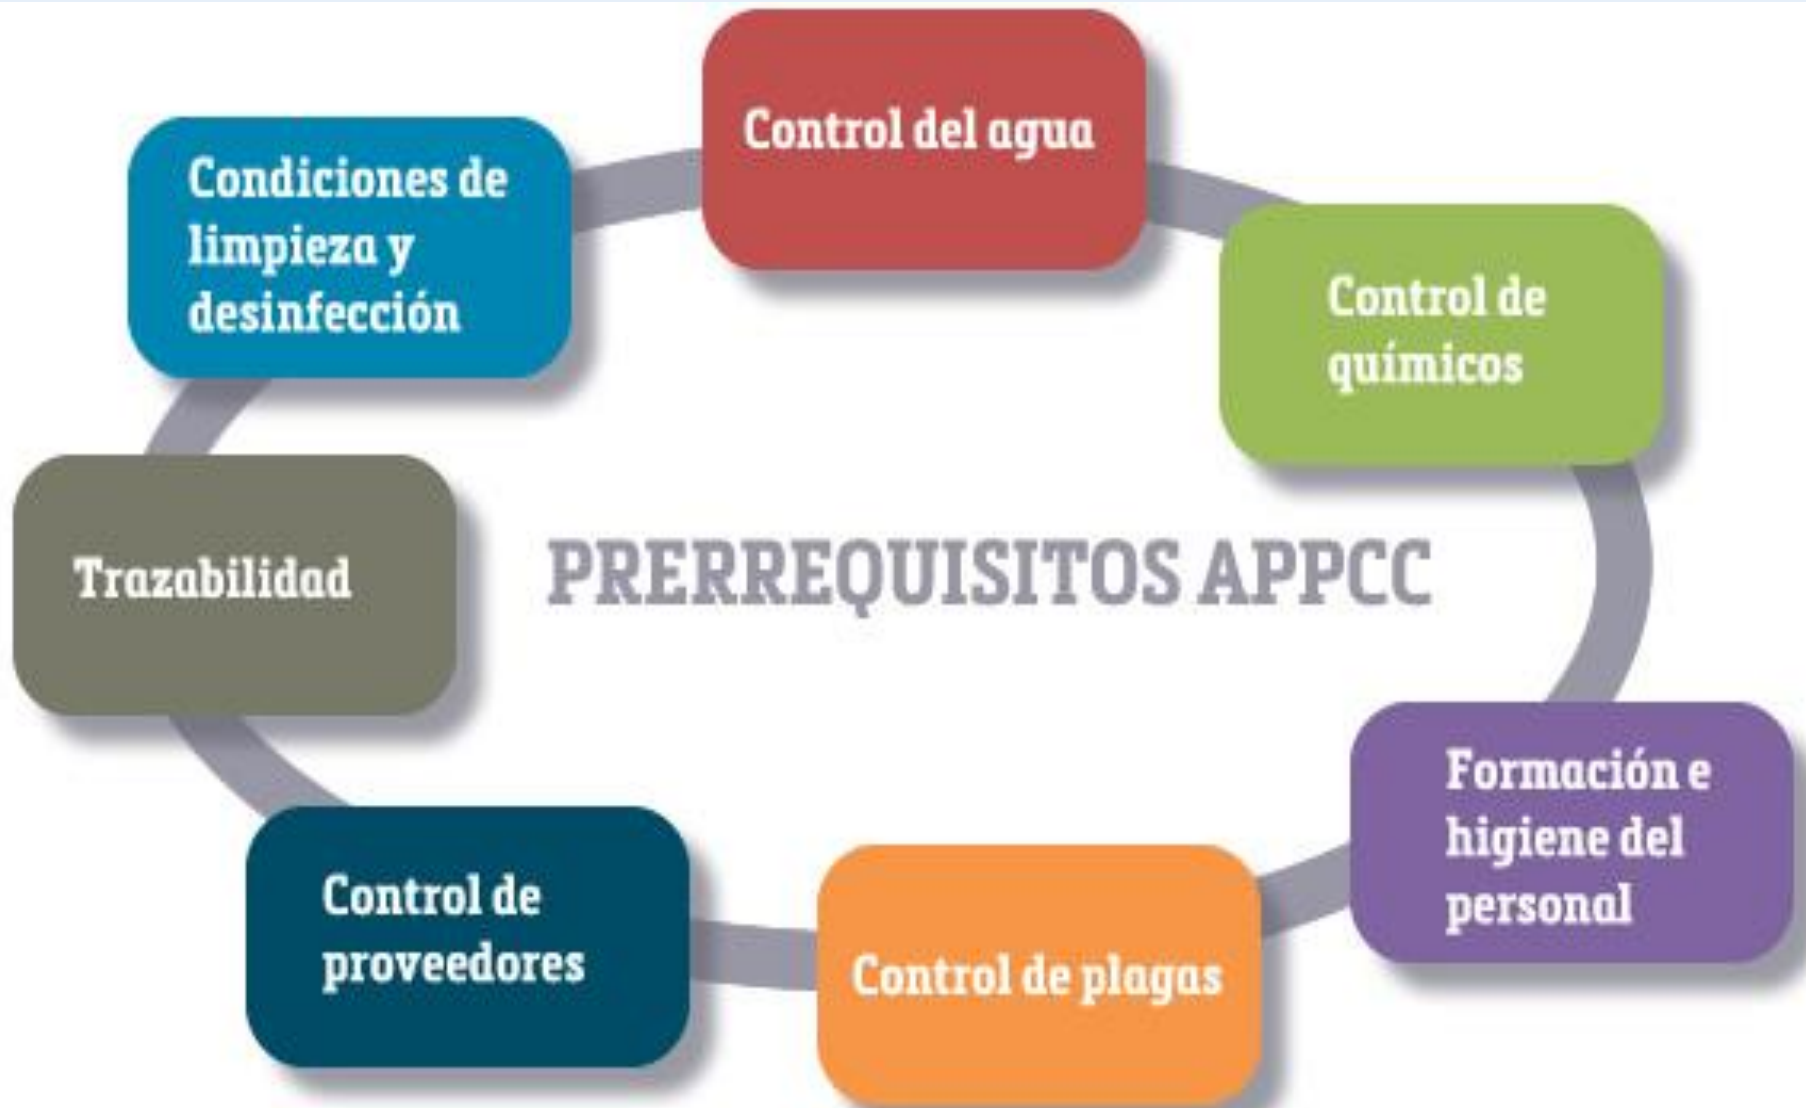 Control del agua
Condiciones de
limpieza y
desinfección
Control de
químicos
Trazabilidad
PRERREQUISITOS APPCC
Formación e
higiene del
personal
Control de
proveedores
Control de plagas